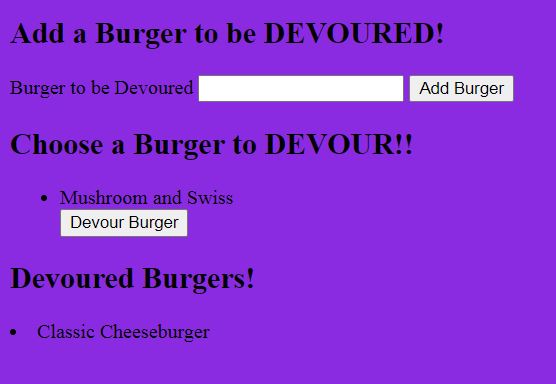 Add a Burger to be DEVOURED!
Burger to be Devoured Add Burger
Choose a Burger to DEVOUR!!
Mushroom and Swiss
Devour Burger
Devoured Burgers!
Classic Cheeseburger